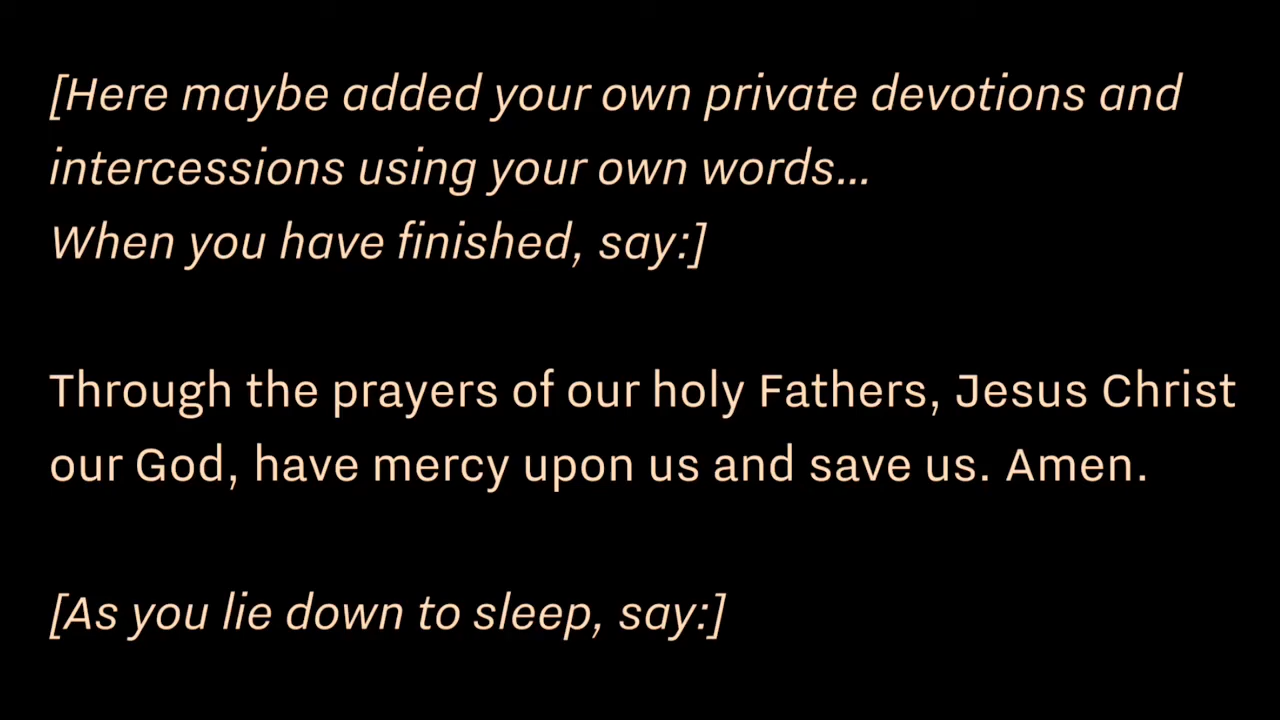 [Here maybe added your own private devotions and
intercessions using your own words...
When you have finished, say:]
Through the prayers of our holy Fathers, Jesus Christ
our God, have mercy upon us and save us. Amen.
[As you lie down to sleep, say:]